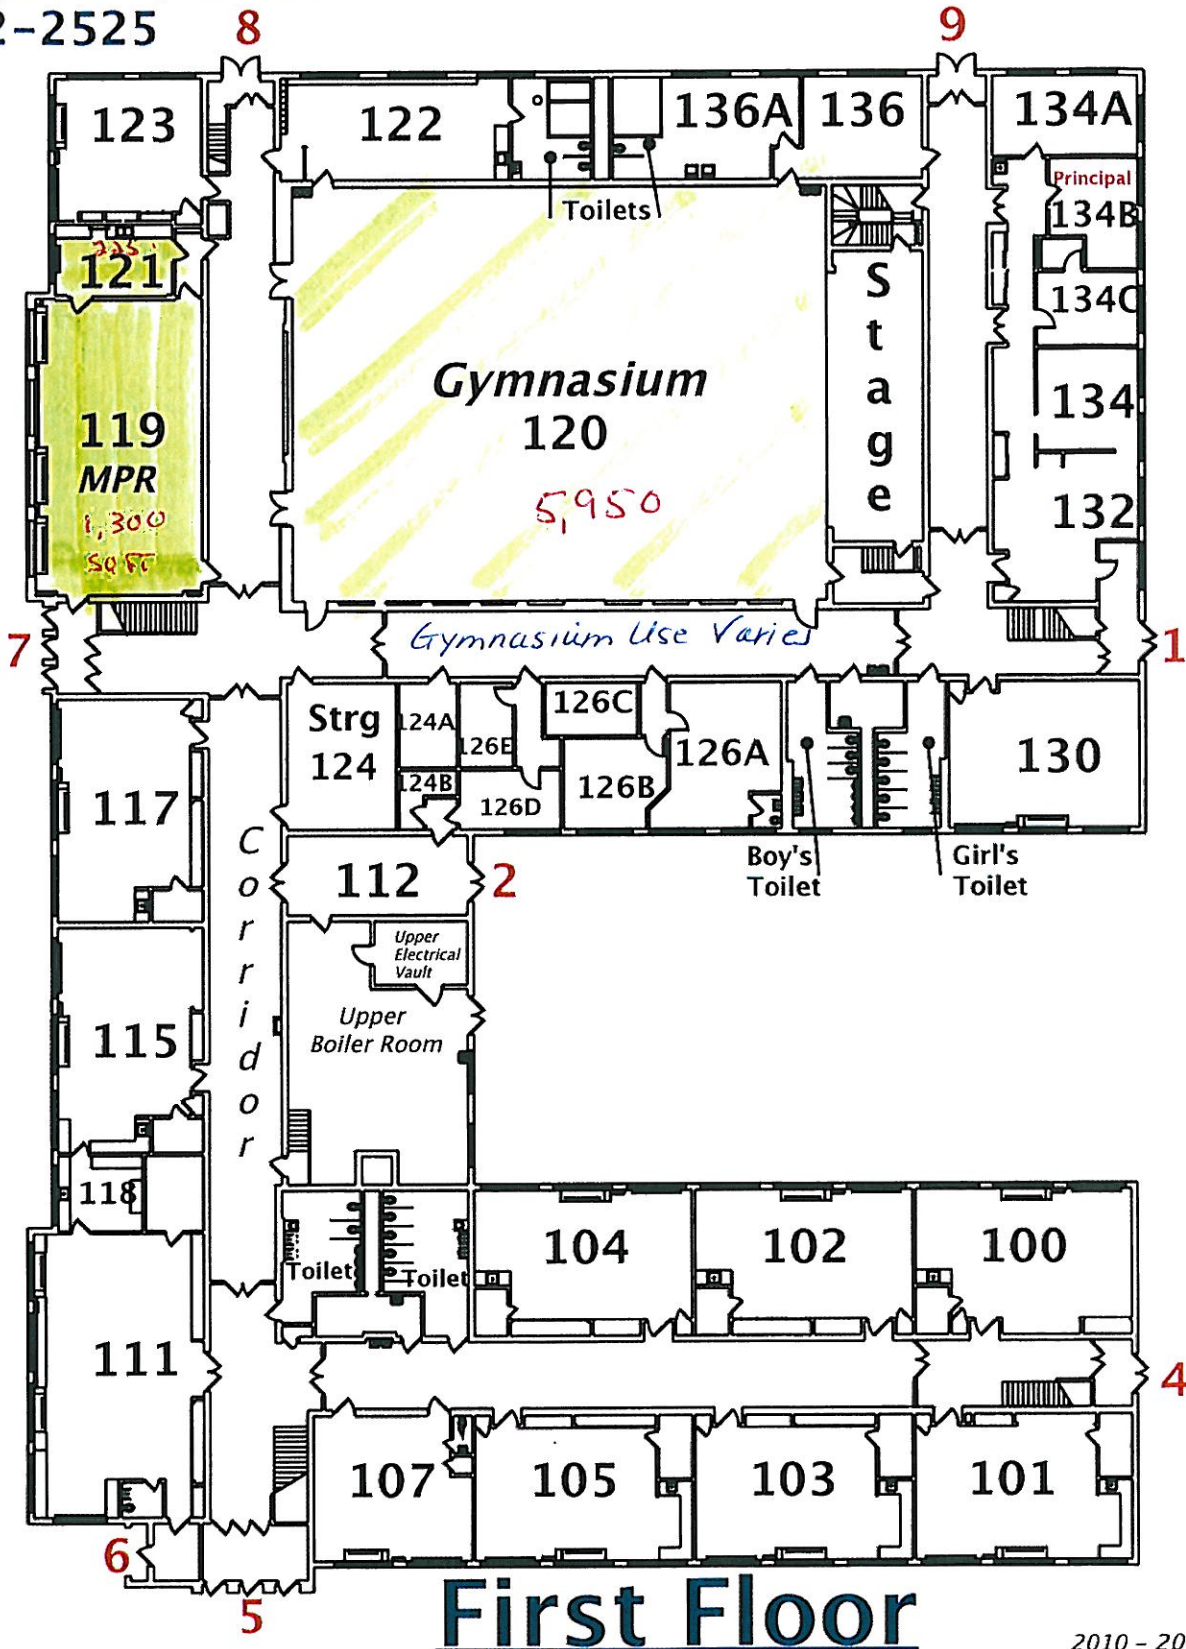 2-2525
8
9
123
122
136A
136
134A
Principal
134B
Toilets
225
121
134C
S
t
a
g
e
Gymnasium
120
5,950
134
119
MPR
1,300
SQ FT
132
7
Gymnasium Use Varies
1
Strg
124
124A
126E
126C
126A
130
124B
126D
126B
117
Boy's
Toilet
Girl's
Toilet
C
o
r
r
i
d
o
r
112
2
Upper
Electrical
Vault
Upper
Boiler Room
115
118
Toilet
Toilet
104
102
100
111
4
107
105
103
101
6
5
First Floor
2010 - 20